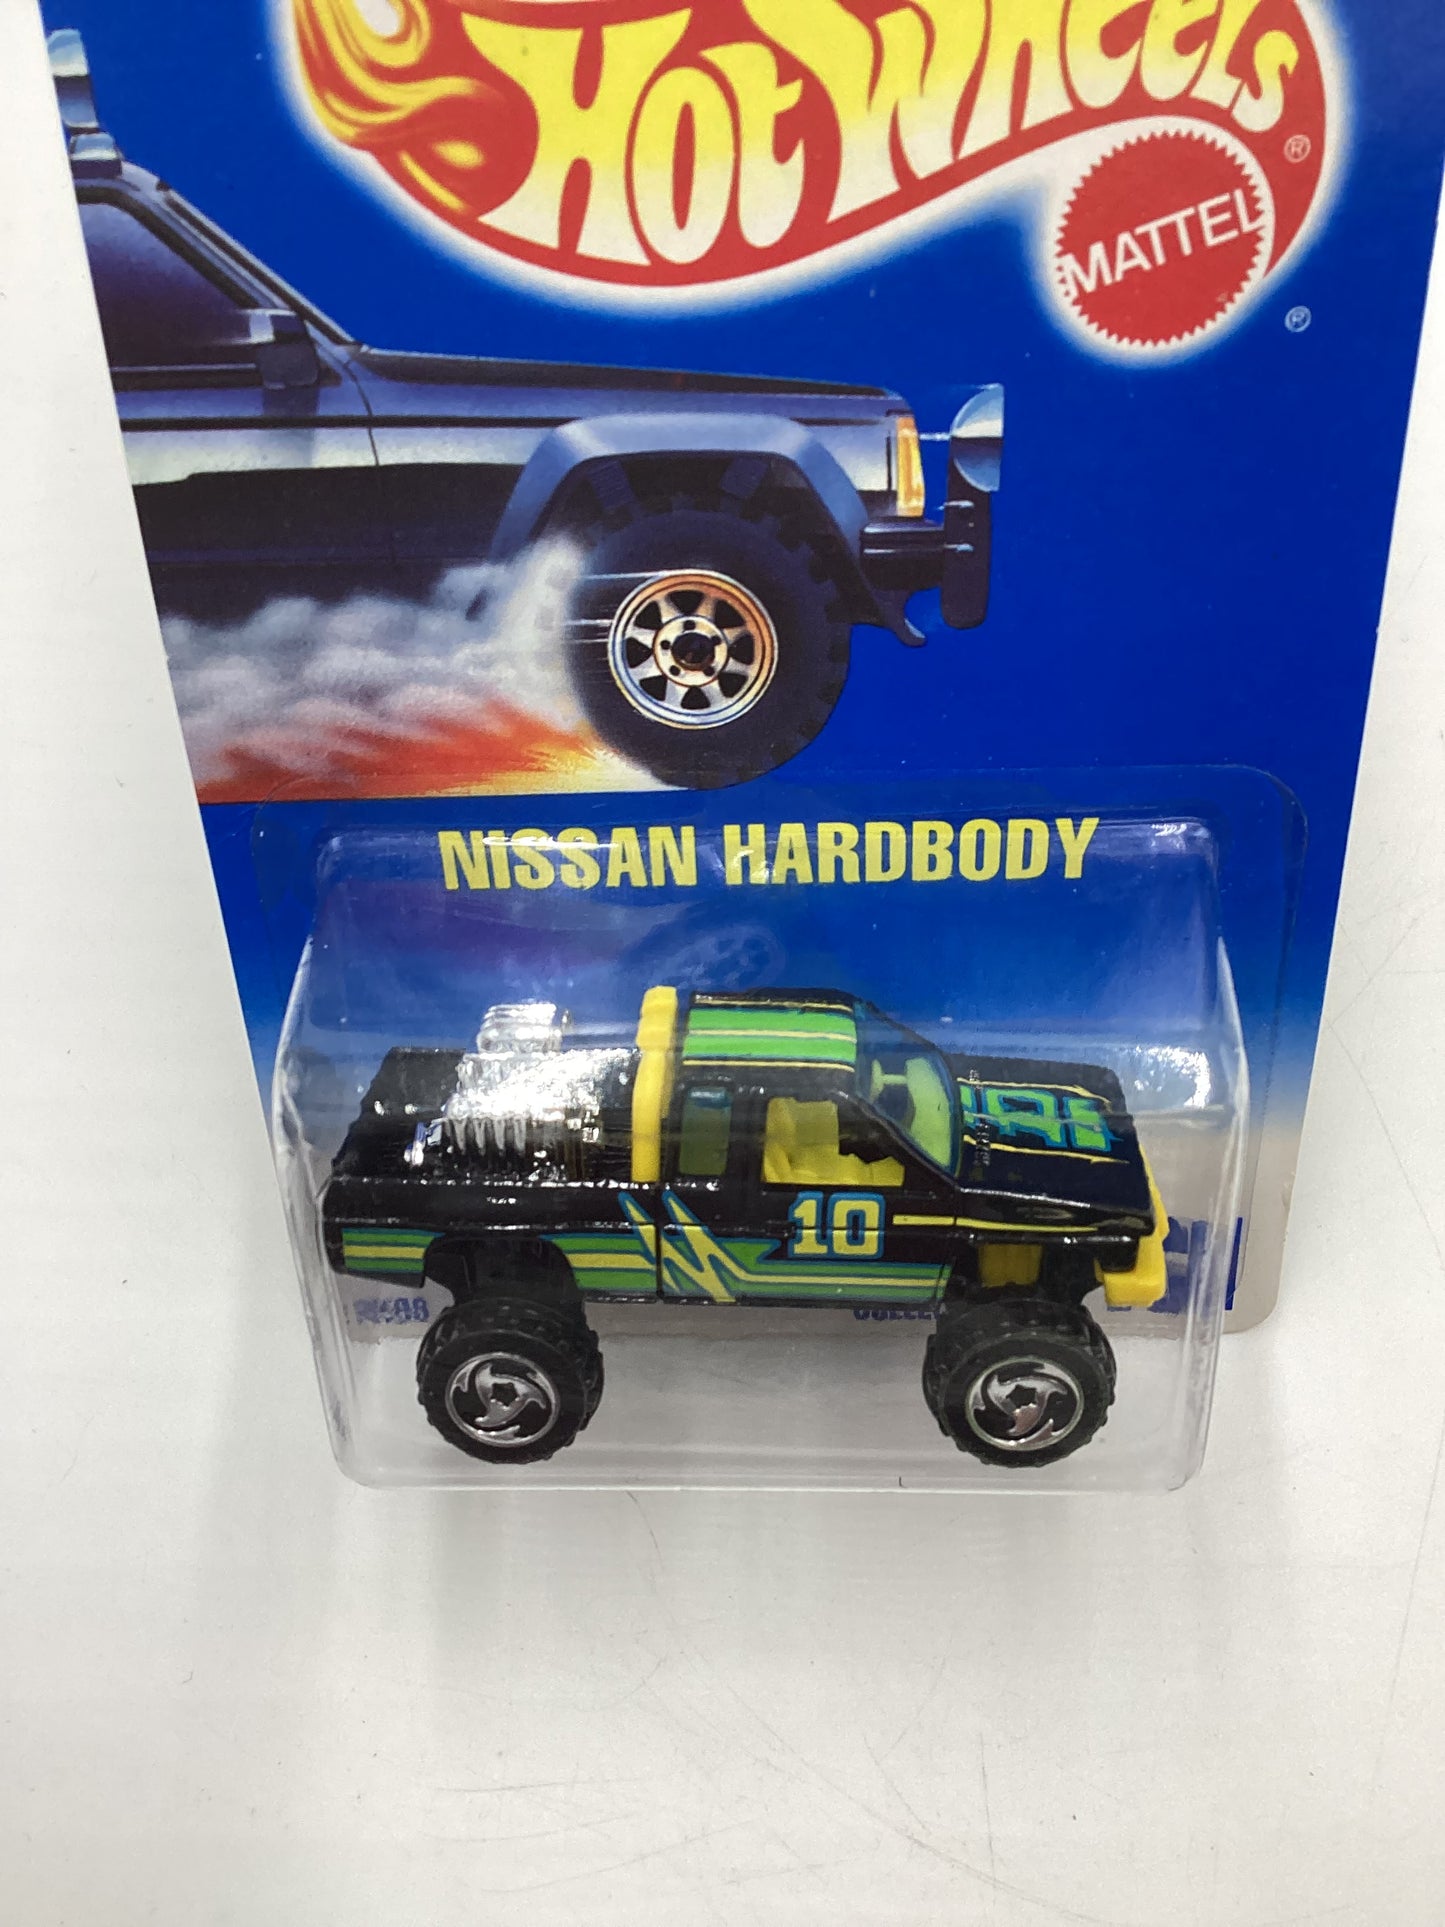 Hot Wheels
®
MATTEL
®
NISSAN HARDBODY
10